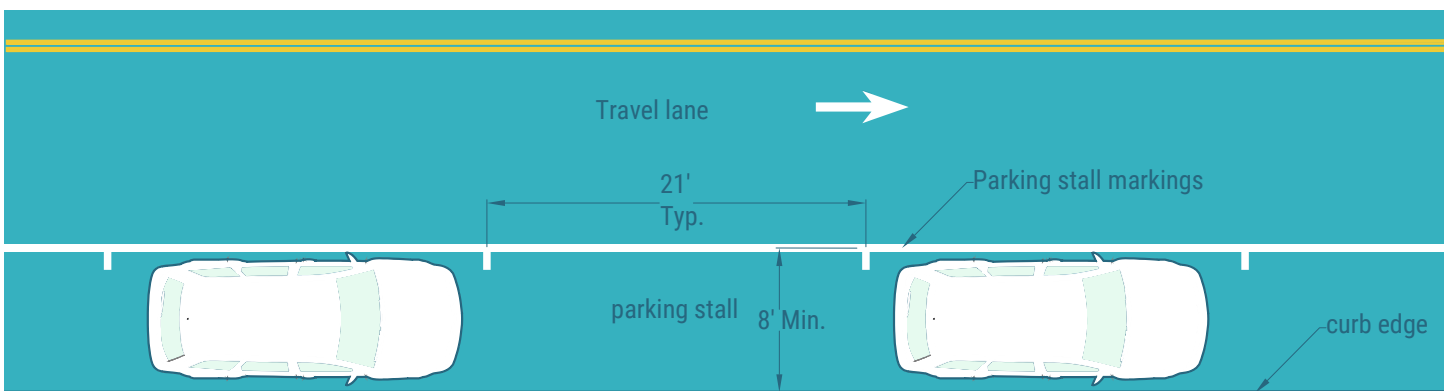 Travel lane
21'
Typ.
Parking stall markings
parking stall
8' Min.
curb edge